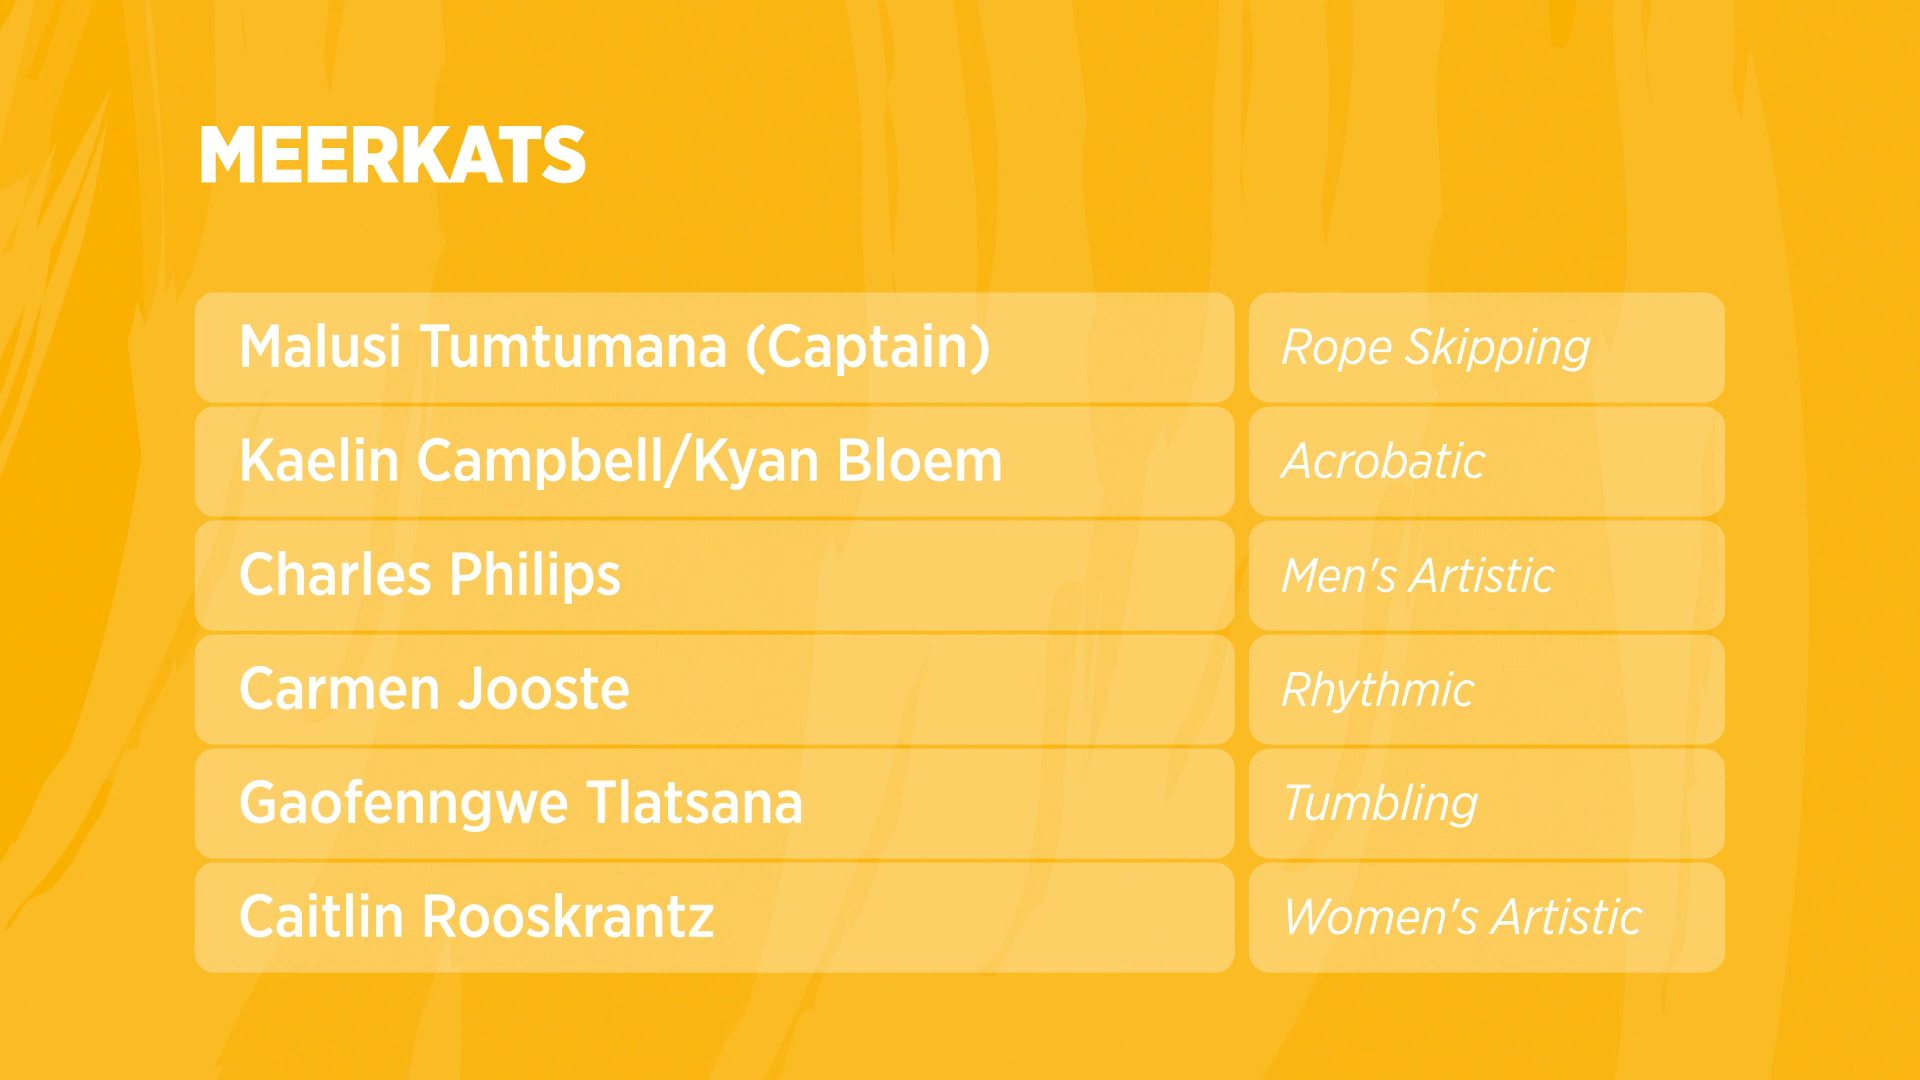 MEERKATS
Malusi Tumtumana (Captain) Rope Skipping
Kaelin Campbell/Kyan Bloem Acrobatic
Charles Philips Men's Artistic
Carmen Jooste Rhythmic
Gaofenngwe Tlatsana Tumbling
Caitlin Rooskrantz Women's Artistic